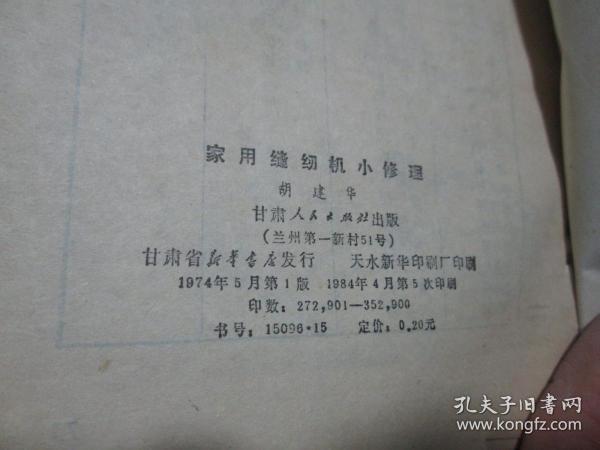 家用缝纫机小修理
胡建华
甘肃人民出版社出版
(兰州第一新村51号)
甘肃省新华书店发行 天水新华印刷厂印刷
1974年5月第1版 1984年4月第5次印刷
印数: 272,901—352,900
书号: 15096·15 定价: 0.20元
孔夫子旧书网
www.kongfz.com